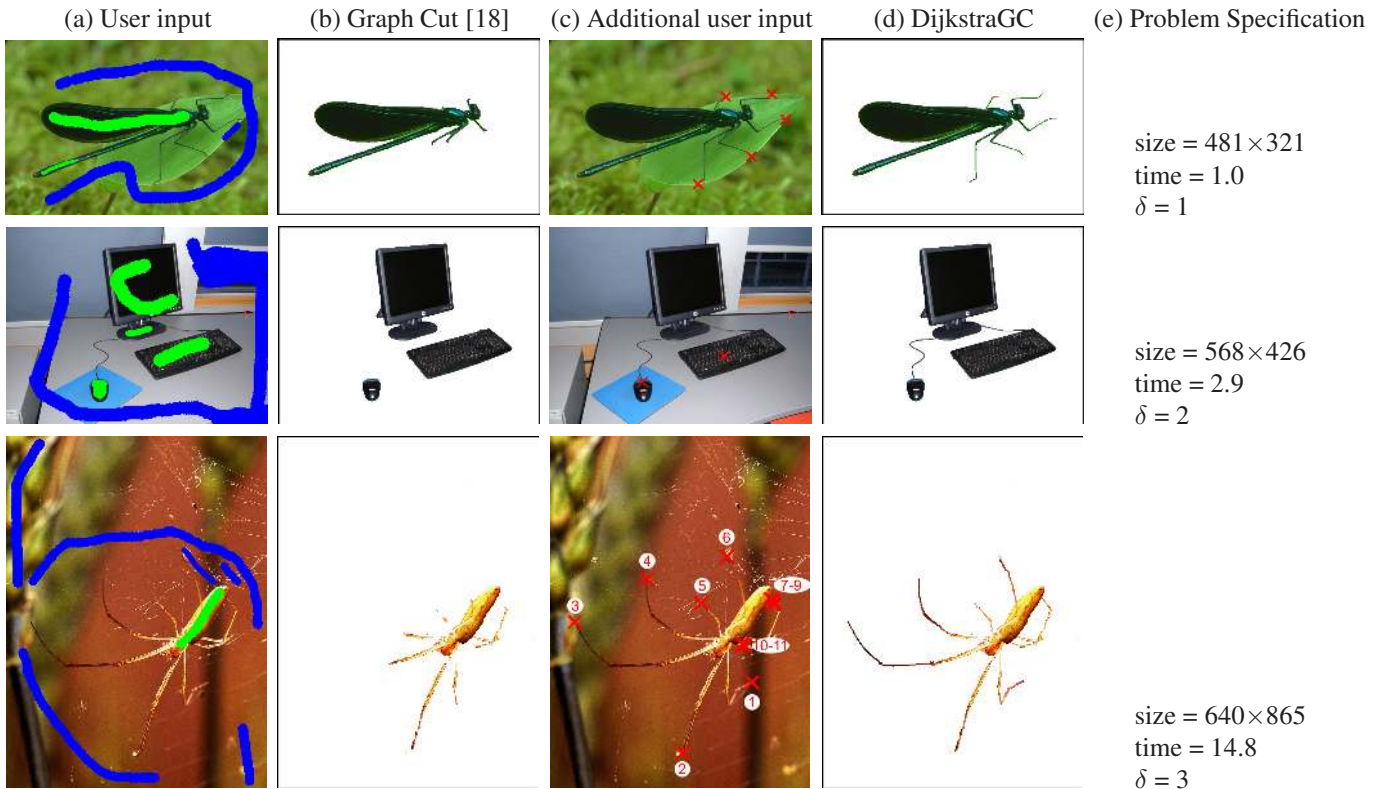 (a) User input (b) Graph Cut [18] (c) Additional user input (d) DijkstraGC (e) Problem Specification
size = 481×321
time = 1.0
δ = 1
size = 568×426
time = 2.9
δ = 2
6
4
5
7-9
3
10-11
1
2
size = 640×865
time = 14.8
δ = 3